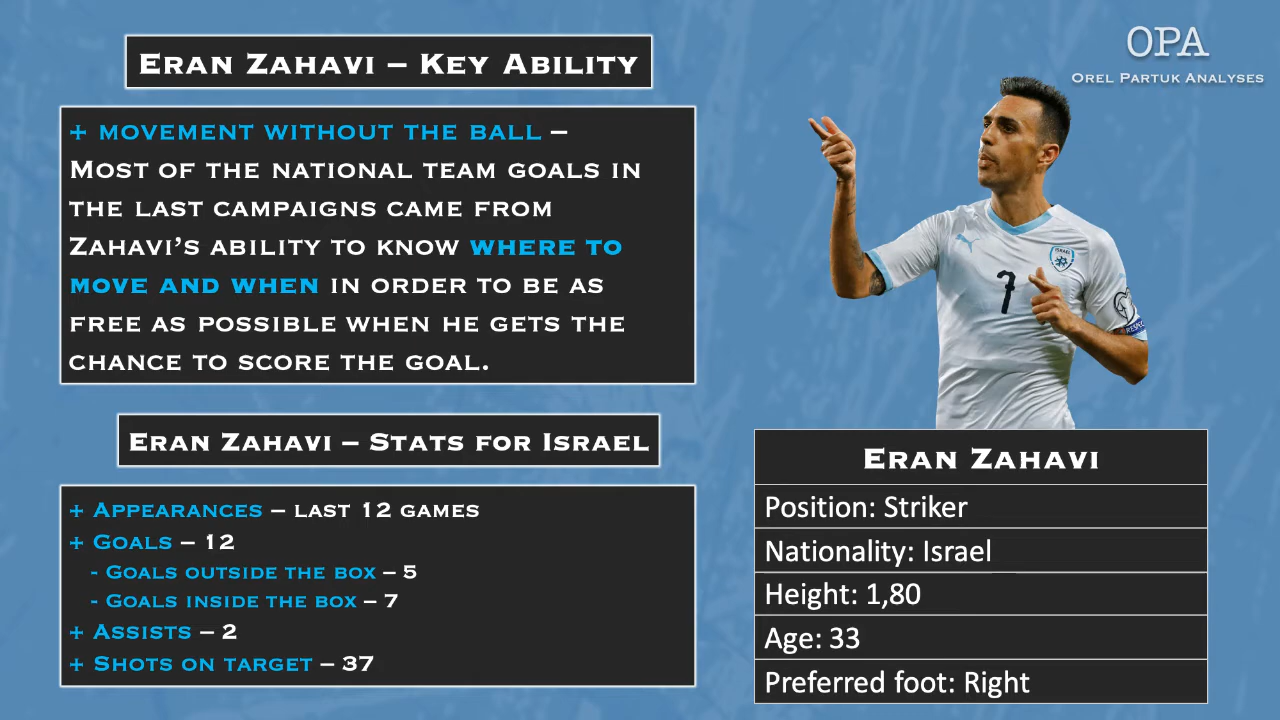 Eran Zahavi – Key Ability
OPA
Orel Partuk Analyses
+ movement without the ball –
Most of the national team goals in
the last campaigns came from
Zahavi’s ability to know where to
move and when in order to be as
free as possible when he gets the
chance to score the goal.
ISRAEL
7
RESPECT
Eran Zahavi – Stats for Israel
+ Appearances – last 12 games
+ Goals – 12
- Goals outside the box – 5
- Goals inside the box – 7
+ Assists – 2
+ Shots on target – 37
Eran Zahavi
Position: Striker
Nationality: Israel
Height: 1,80
Age: 33
Preferred foot: Right